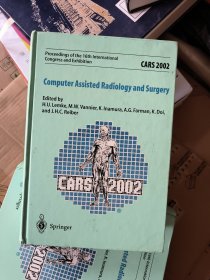 Proceedings of the 16th International
Congress and Exhibition
CARS 2002
Computer Assisted Radiology and Surgery
Edited by
H.U. Lemke, M.W. Vannier, K. Inamura, A.G. Farman, K. Doi,
and J.H.C. Reiber
CARS
2002
Springer